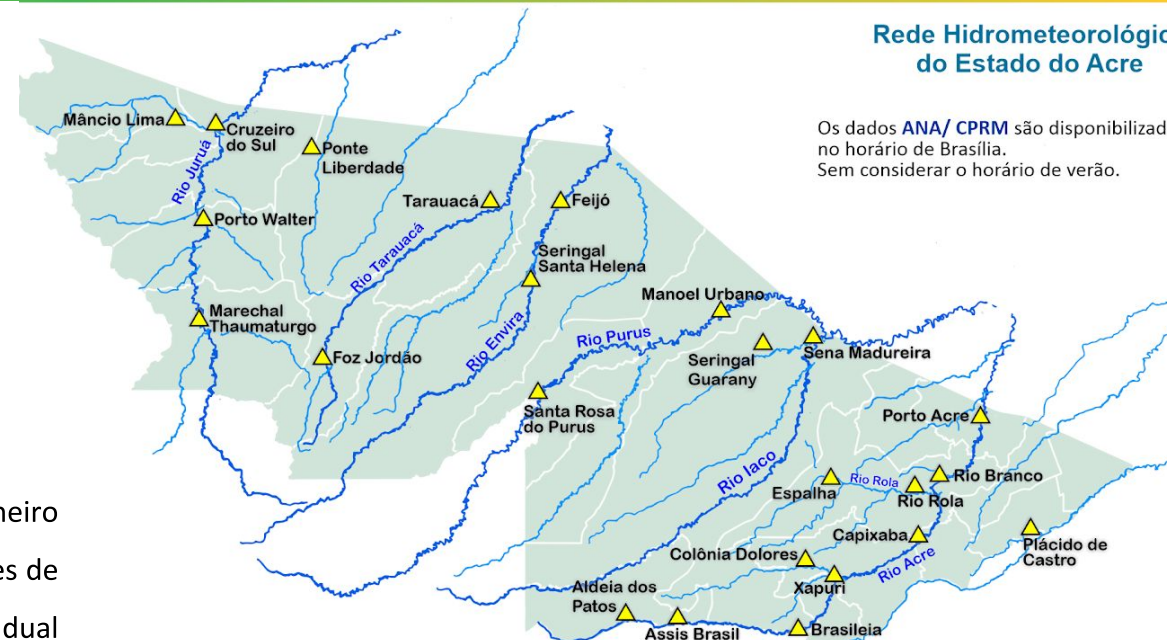 Rede Hidrometeorológic
do Estado do Acre
Os dados ANA/ CPRM são disponibilizad
no horário de Brasília.
Sem considerar o horário de verão.
Mâncio Lima
Cruzeiro
do Sul
Ponte
Liberdade
Rio Juruá
Porto Walter
Tarauacá
Feijó
Rio Tarauacá
Seringal
Santa Helena
Marechal
Thaumaturgo
Foz Jordão
Rio Envira
Manoel Urbano
Rio Purus
Seringal
Guarany
Sena Madureira
Santa Rosa
do Purus
Porto Acre
Rio Iaco
Espalha
Rio Rola
Rio Rola
Rio Branco
Capixaba
Plácido de
Castro
Colônia Dolores
Rio Acre
Xapuri
Aldeia dos
Patos
Assis Brasil
Brasileia
neiro
es de
dual